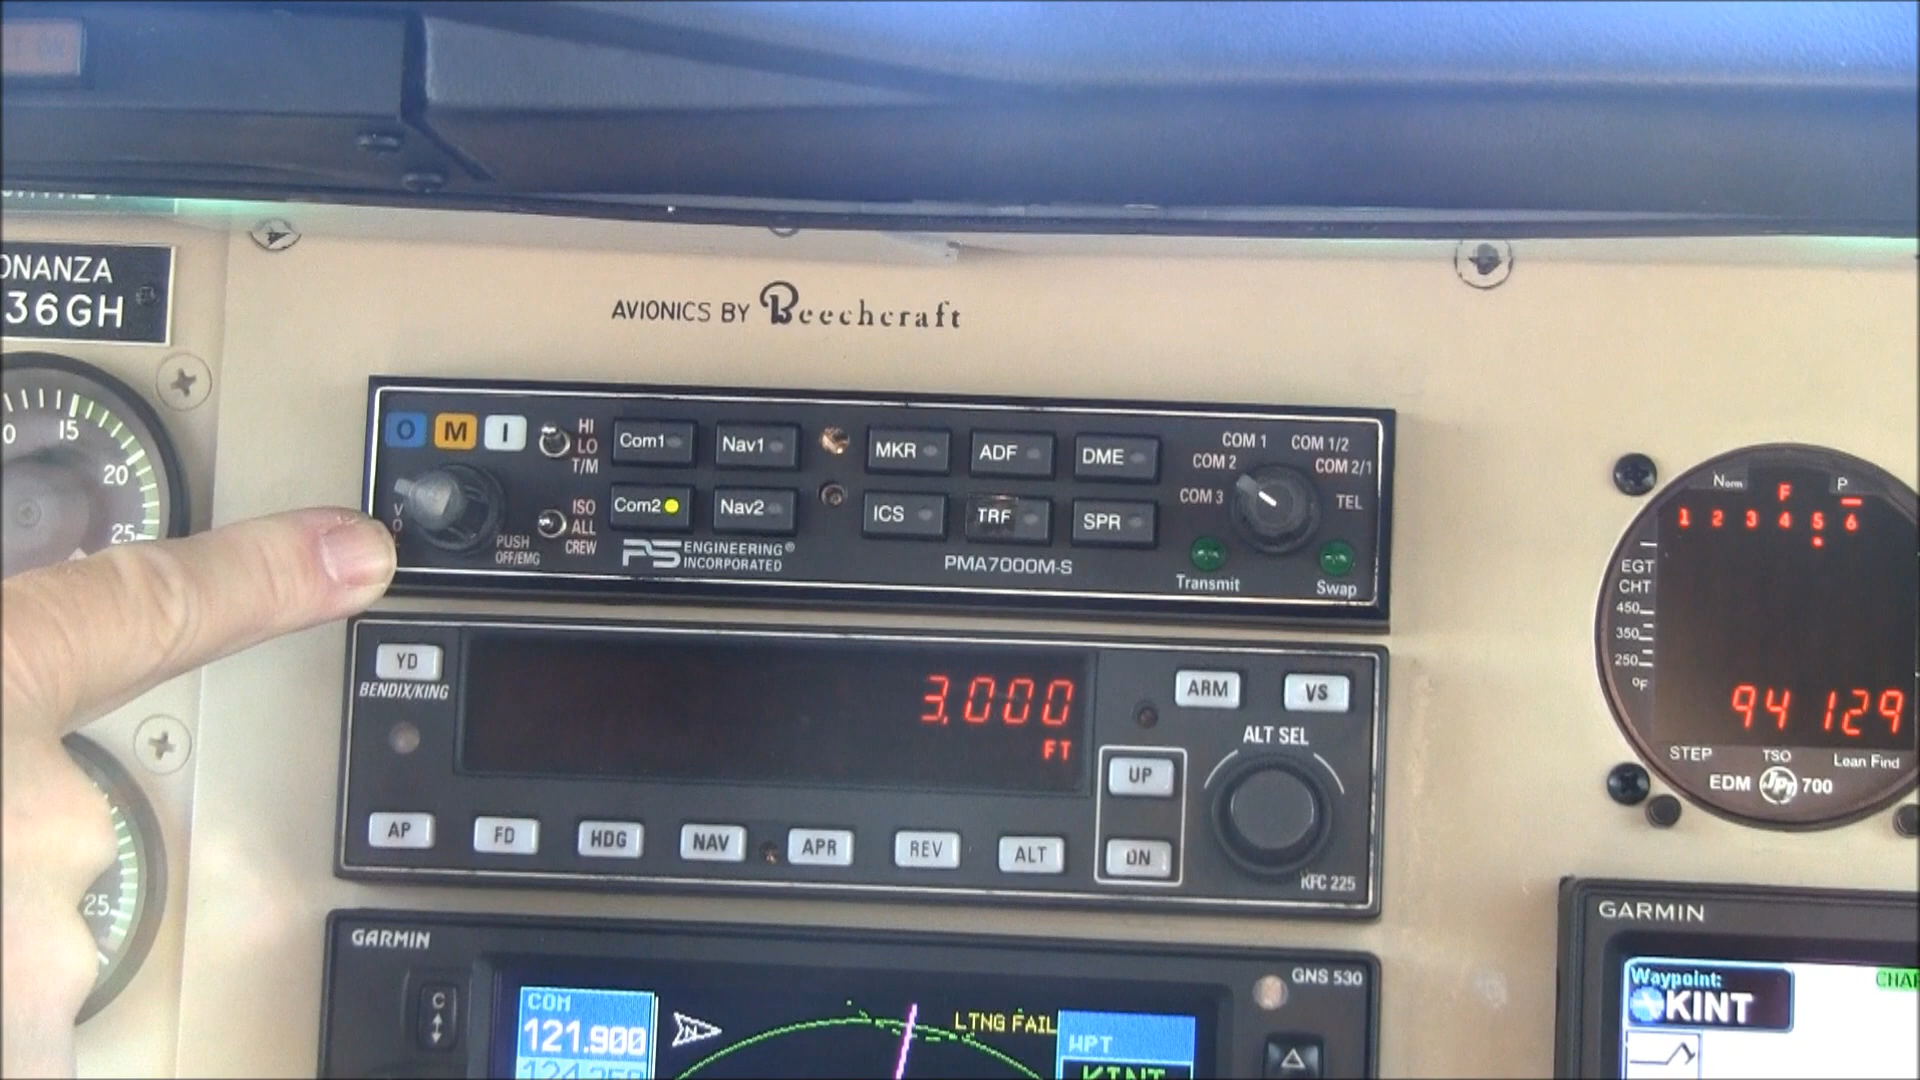 ONANZA
36GH
AVIONICS BY Beechcraft
0 15
20
25
O M I
HI
LO
T/M
Com1
Nav1
MKR
ADF
DME
COM 1
COM 1/2
COM 2
COM 2/1
COM 3
TEL
ISO
ALL
CREW
PUSH
OFF/EMG
Com2
Nav2
ICS
TRF
SPR
PS ENGINEERING®
INCORPORATED
PMA7000M-S
Transmit
Swap
Norm
F
P
1 2 3 4 5 6
EGT
CHT
450
350
250
°F
94 129
STEP
TSO
Lean Find
EDM JPI 700
YD
BENDIX/KING
3,000
FT
ARM
VS
ALT SEL
UP
DN
AP
FD
HDG
NAV
APR
REV
ALT
KFC 225
25
GARMIN
GNS 530
C
COM
121.900
N
LTNG FAIL
WPT
KINT
GARMIN
Waypoint:
KINT